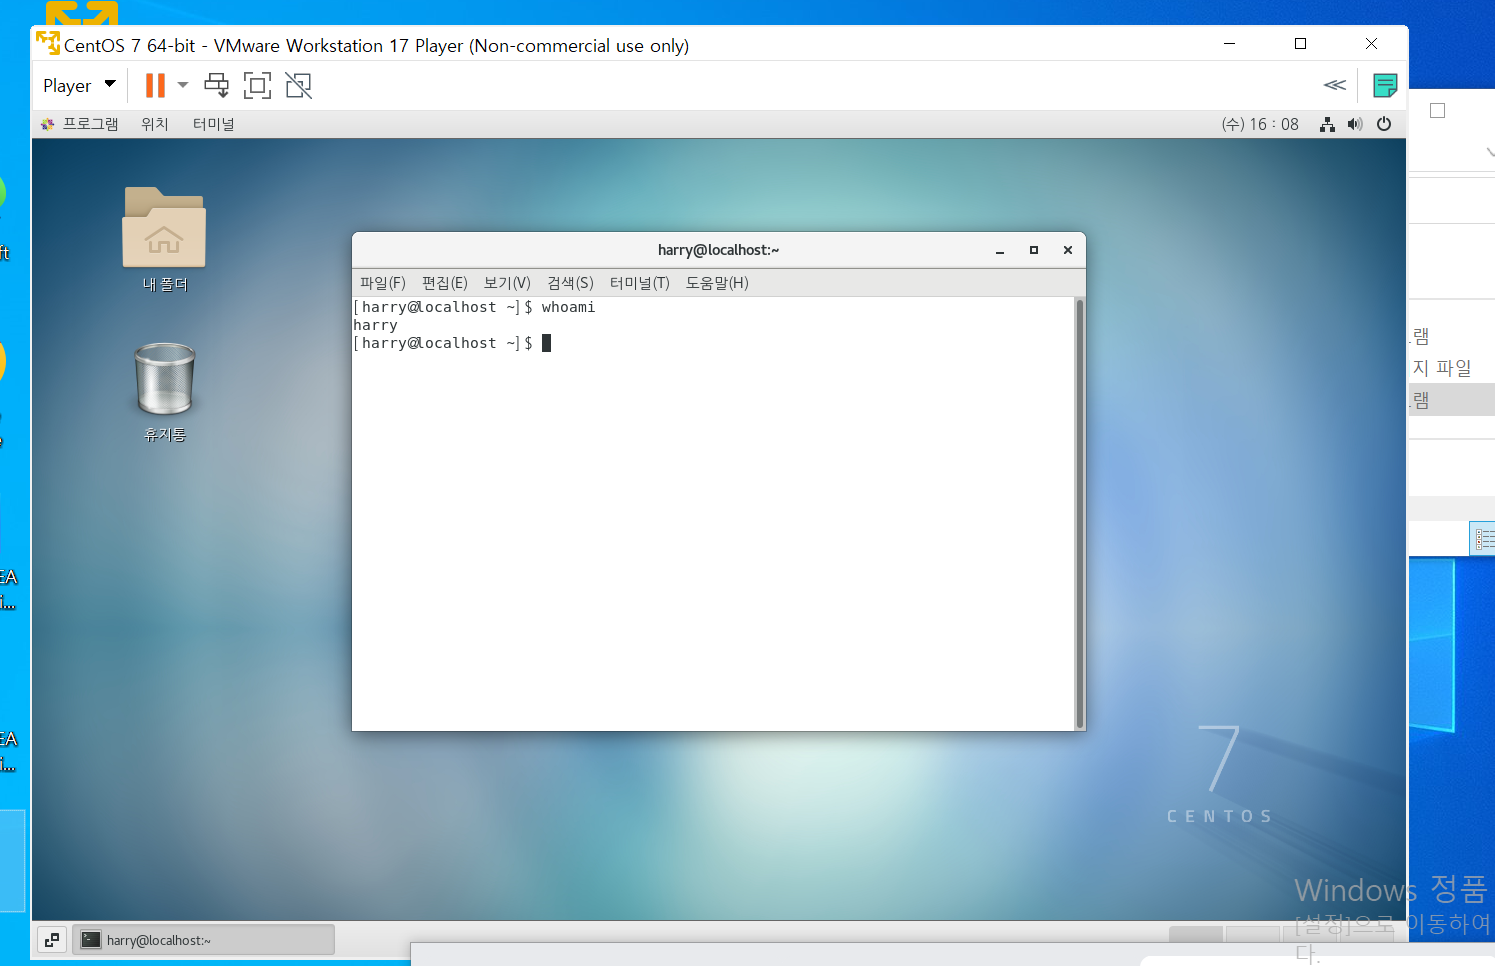 CentOS 7 64-bit - VMware Workstation 17 Player (Non-commercial use only)
Player
프로그램 위치 터미널 (수) 16 : 08
내 폴더
휴지통
harry@localhost:~
파일(F) 편집(E) 보기(V) 검색(S) 터미널(T) 도움말(H)
[harry@localhost ~]$ whoami
harry
[harry@localhost ~]$
7
CENTOS
램
지 파일
램
ft
EA
i...
EA
i...
Windows 정품
[설정]으로 이동하여
다.
harry@localhost:~